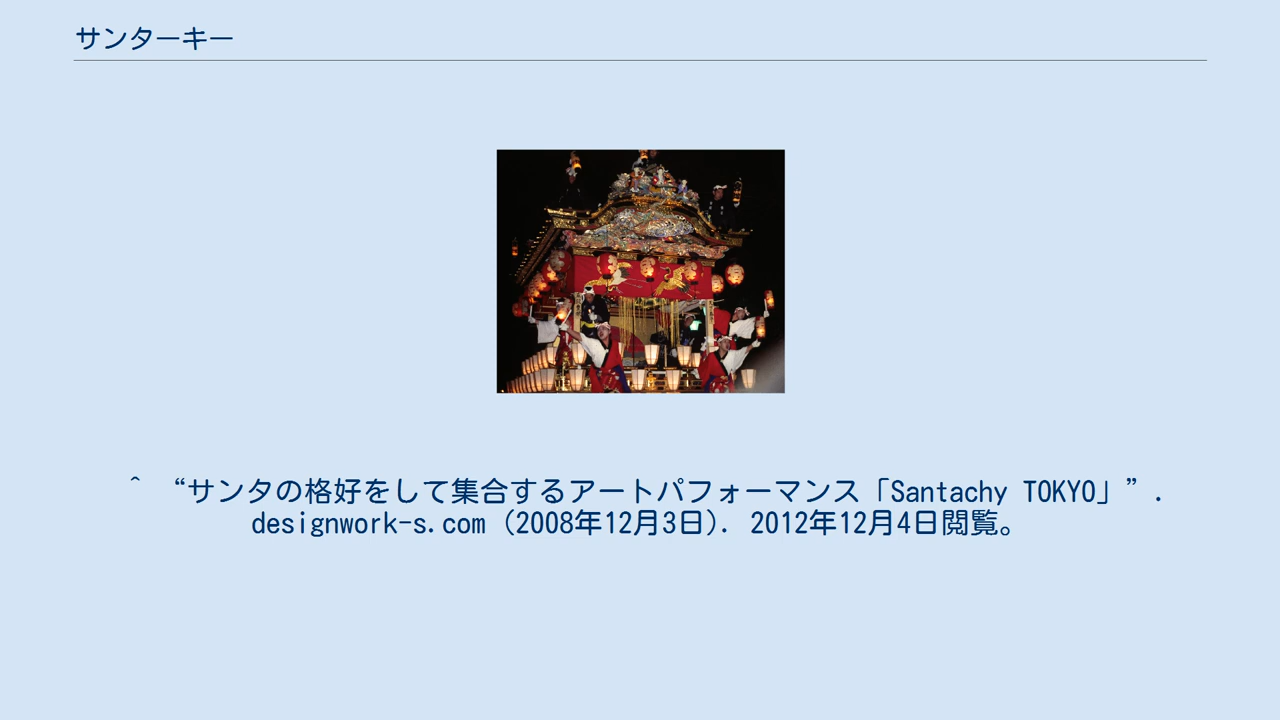 サンターキー
^ “サンタの格好をして集合するアートパフォーマンス「Santachy TOKYO」”.
designwork-s.com (2008年12月3日). 2012年12月4日閲覧。